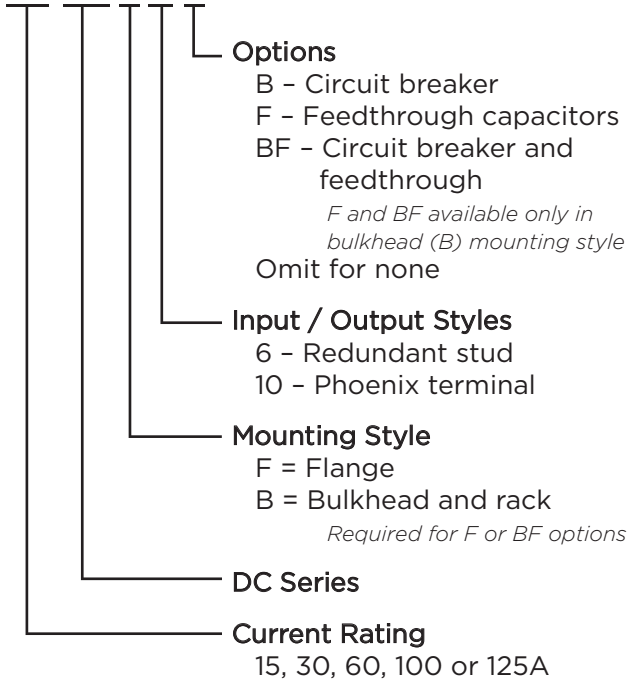 Options
B – Circuit breaker
F – Feedthrough capacitors
BF – Circuit breaker and
feedthrough
F and BF available only in
bulkhead (B) mounting style
Omit for none
Input / Output Styles
6 – Redundant stud
10 – Phoenix terminal
Mounting Style
F = Flange
B = Bulkhead and rack
Required for F or BF options
DC Series
Current Rating
15, 30, 60, 100 or 125A